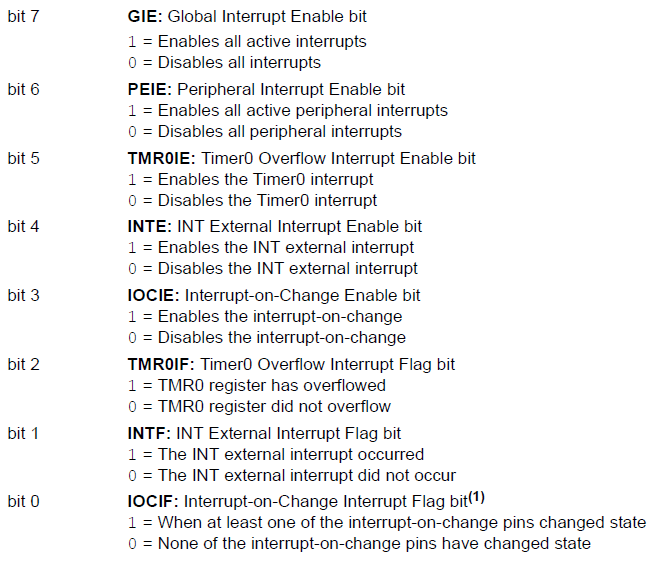 bit 7 GIE: Global Interrupt Enable bit
1 = Enables all active interrupts
0 = Disables all interrupts
bit 6 PEIE: Peripheral Interrupt Enable bit
1 = Enables all active peripheral interrupts
0 = Disables all peripheral interrupts
bit 5 TMR0IE: Timer0 Overflow Interrupt Enable bit
1 = Enables the Timer0 interrupt
0 = Disables the Timer0 interrupt
bit 4 INTE: INT External Interrupt Enable bit
1 = Enables the INT external interrupt
0 = Disables the INT external interrupt
bit 3 IOCIE: Interrupt-on-Change Enable bit
1 = Enables the interrupt-on-change
0 = Disables the interrupt-on-change
bit 2 TMR0IF: Timer0 Overflow Interrupt Flag bit
1 = TMR0 register has overflowed
0 = TMR0 register did not overflow
bit 1 INTF: INT External Interrupt Flag bit
1 = The INT external interrupt occurred
0 = The INT external interrupt did not occur
bit 0 IOCIF: Interrupt-on-Change Interrupt Flag bit(1)
1 = When at least one of the interrupt-on-change pins changed state
0 = None of the interrupt-on-change pins have changed state